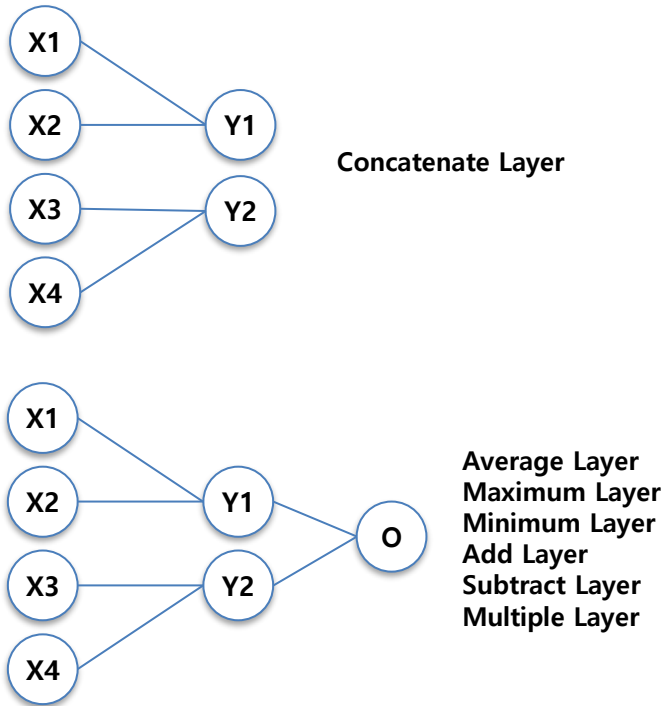 X1
X2
Y1
Concatenate Layer
X3
Y2
X4
X1
X2
Y1
Average Layer
Maximum Layer
Minimum Layer
Add Layer
Subtract Layer
Multiple Layer
O
X3
Y2
X4